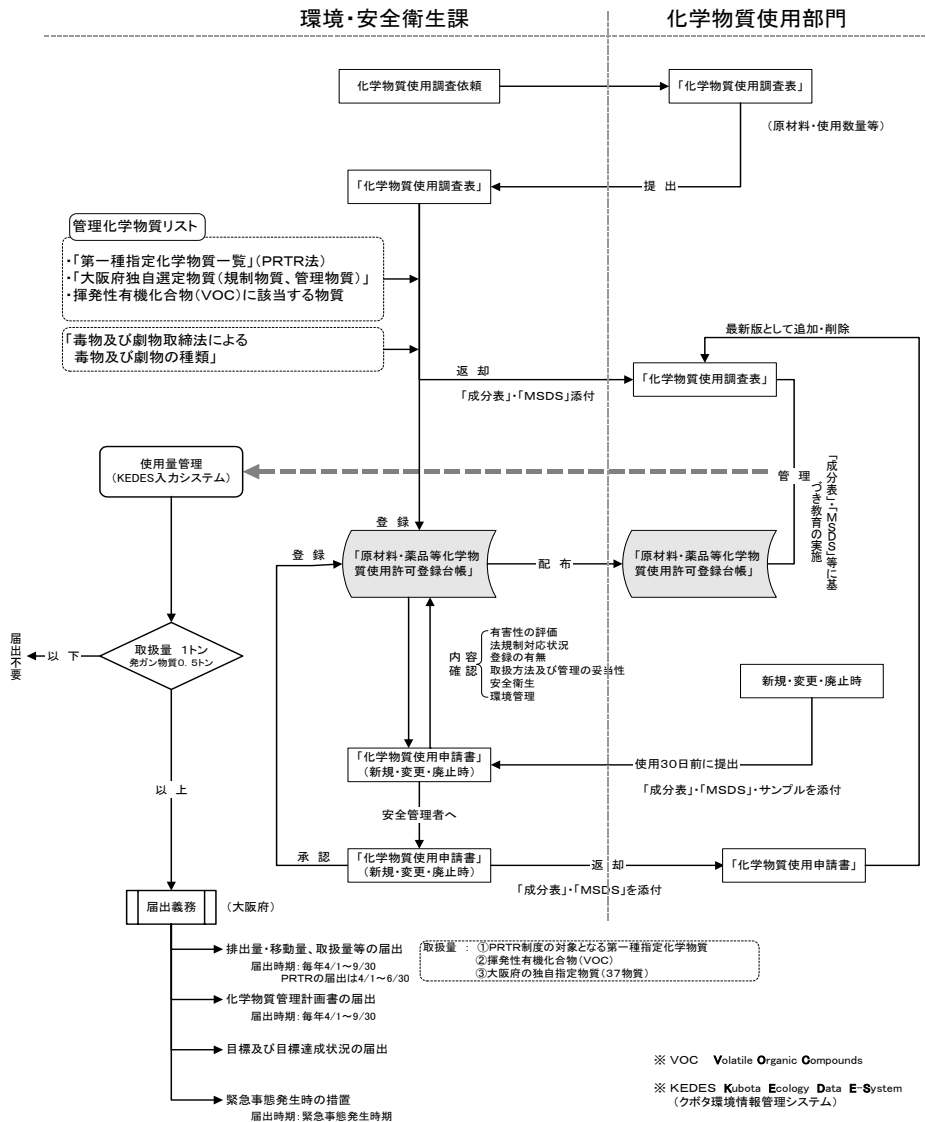 環境・安全衛生課
化学物質使用部門
化学物質使用調査依頼
「化学物質使用調査表」
(原材料・使用数量等)
提 出
「化学物質使用調査表」
管理化学物質リスト
・「第一種指定化学物質一覧」(PRTR法)
・「大阪府独自選定物質(規制物質、管理物質)」
・揮発性有機化合物(VOC)に該当する物質
「毒物及び劇物取締法による
毒物及び劇物の種類」
最新版として追加・削除
返 却
「成分表」・「MSDS」添付
「化学物質使用調査表」
使用量管理
(KEDES入力システム)
管 理
「成分表」・「MSDS」等に基
づき教育の実施
登 録
登 録
「原材料・薬品等化学物
質使用許可登録台帳」
配 布
「原材料・薬品等化学物
質使用許可登録台帳」
取扱量 1トン
発ガン物質0.5トン
以 下
届出不要
内 容
確 認
有害性の評価
法規制対応状況
登録の有無
取扱方法及び管理の妥当性
安全衛生
環境管理
新規・変更・廃止時
「化学物質使用申請書」
(新規・変更・廃止時)
使用30日前に提出
「成分表」・「MSDS」・サンプルを添付
以 上
安全管理者へ
承 認
「化学物質使用申請書」
(新規・変更・廃止時)
返 却
「成分表」・「MSDS」を添付
「化学物質使用申請書」
届出義務
(大阪府)
排出量・移動量、取扱量等の届出
届出時期:毎年4/1~9/30
PRTRの届出は4/1~6/30
取扱量 : ①PRTR制度の対象となる第一種指定化学物質
②揮発性有機化合物(VOC)
③大阪府の独自指定物質(37物質)
化学物質管理計画書の届出
届出時期:毎年4/1~9/30
目標及び目標達成状況の届出
緊急事態発生時の措置
届出時期:緊急事態発生時期
※ VOC Volatile Organic Compounds
※ KEDES Kubota Ecology Data E-System
(クボタ環境情報管理システム)